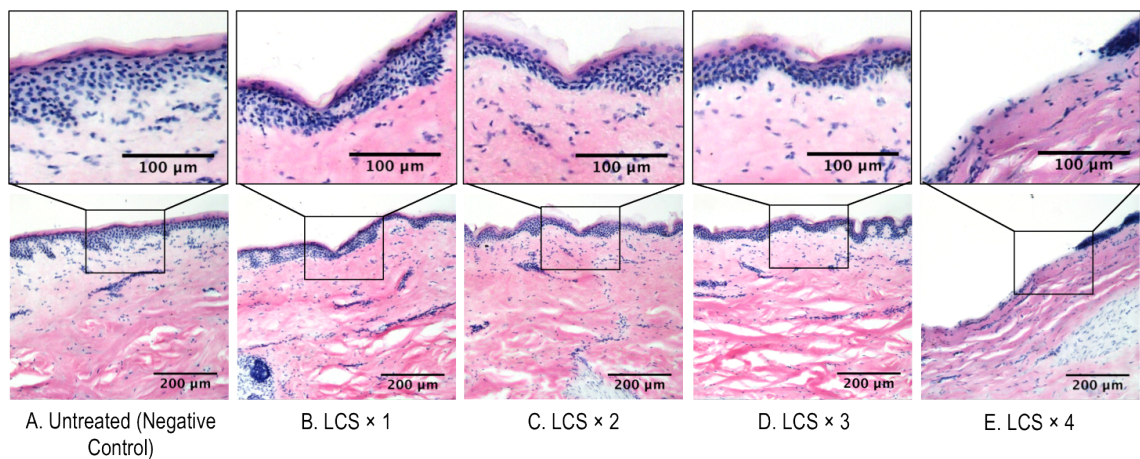 100 µm
100 µm
100 µm
100 µm
100 µm
200 µm
200 µm
200 µm
200 µm
200 µm
A. Untreated (Negative
Control)
B. LCS × 1
C. LCS × 2
D. LCS × 3
E. LCS × 4